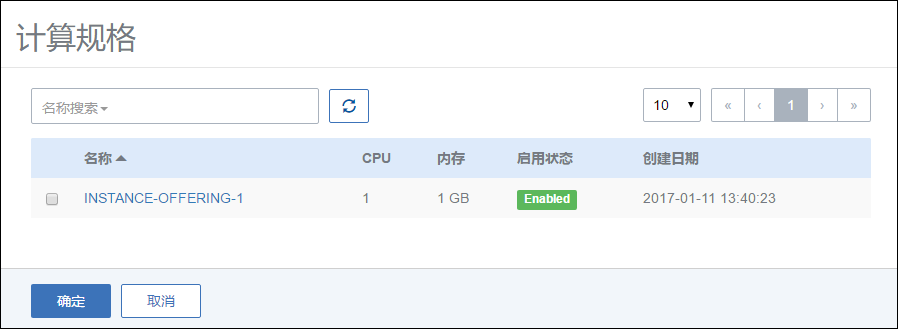 计算规格
名称搜索 10 « ‹ 1 › »
名称 CPU 内存 启用状态 创建日期
INSTANCE-OFFERING-1 1 1 GB Enabled 2017-01-11 13:40:23
确定 取消